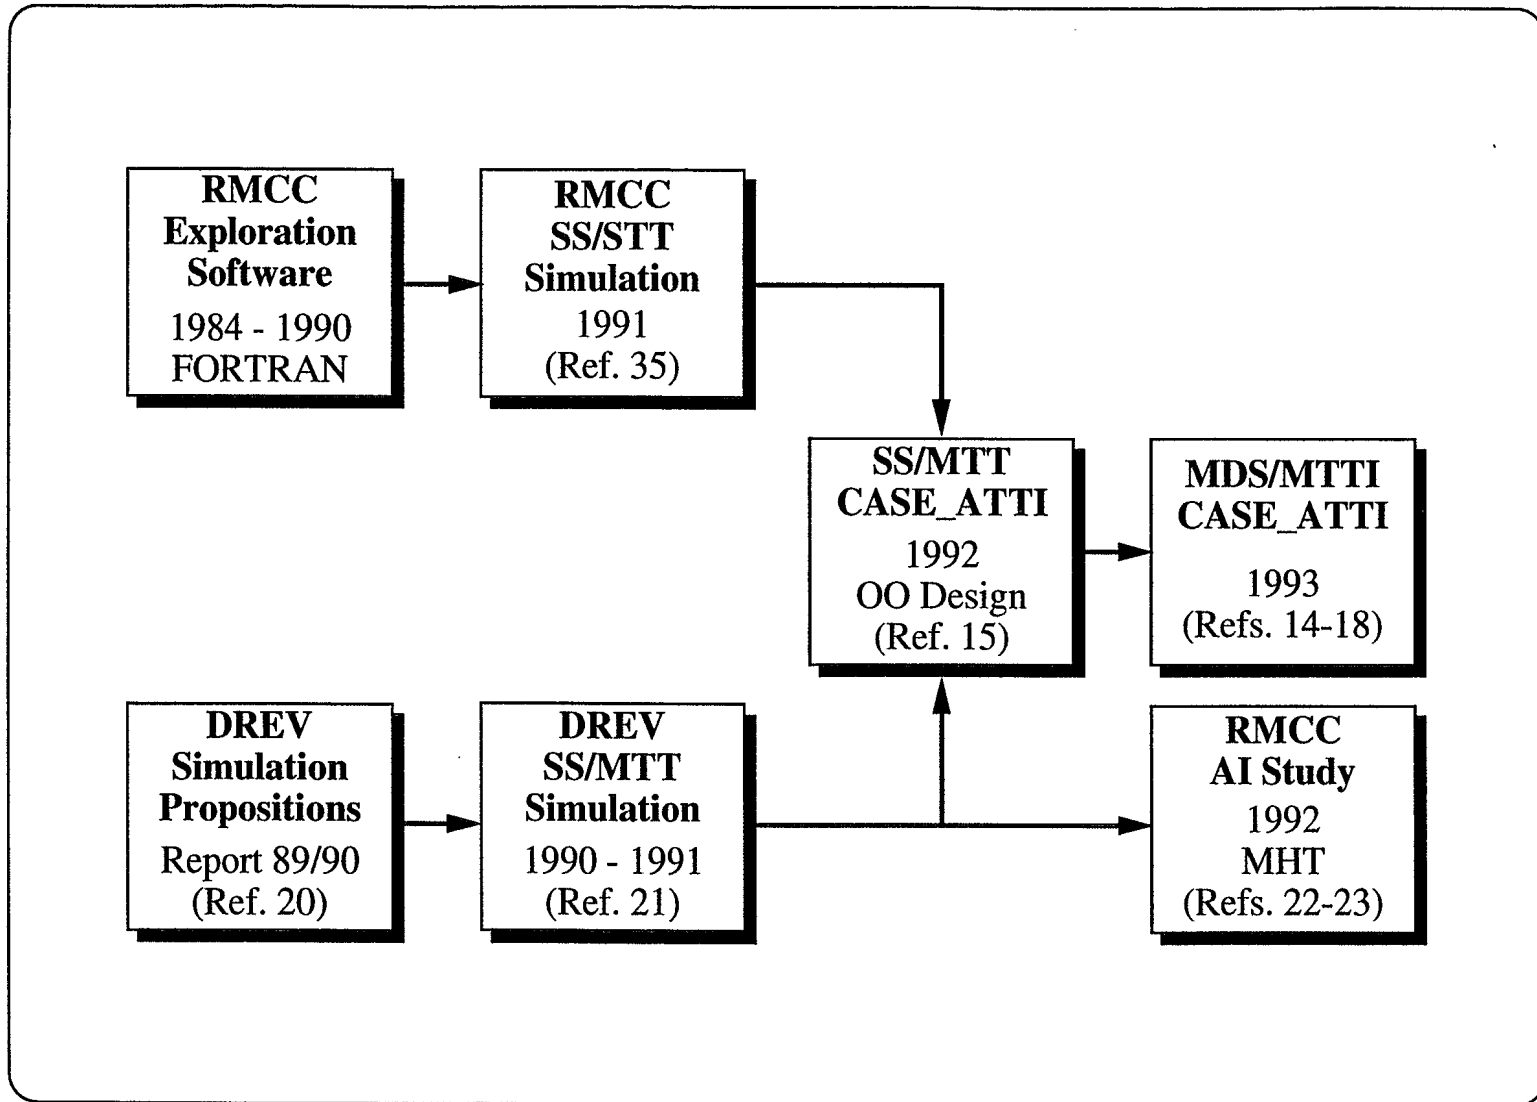 RMCC
Exploration
Software
1984 - 1990
FORTRAN
RMCC
SS/STT
Simulation
1991
(Ref. 35)
SS/MTT
CASE_ATTI
1992
OO Design
(Ref. 15)
MDS/MTTI
CASE_ATTI
1993
(Refs. 14-18)
DREV
Simulation
Propositions
Report 89/90
(Ref. 20)
DREV
SS/MTT
Simulation
1990 - 1991
(Ref. 21)
RMCC
AI Study
1992
MHT
(Refs. 22-23)